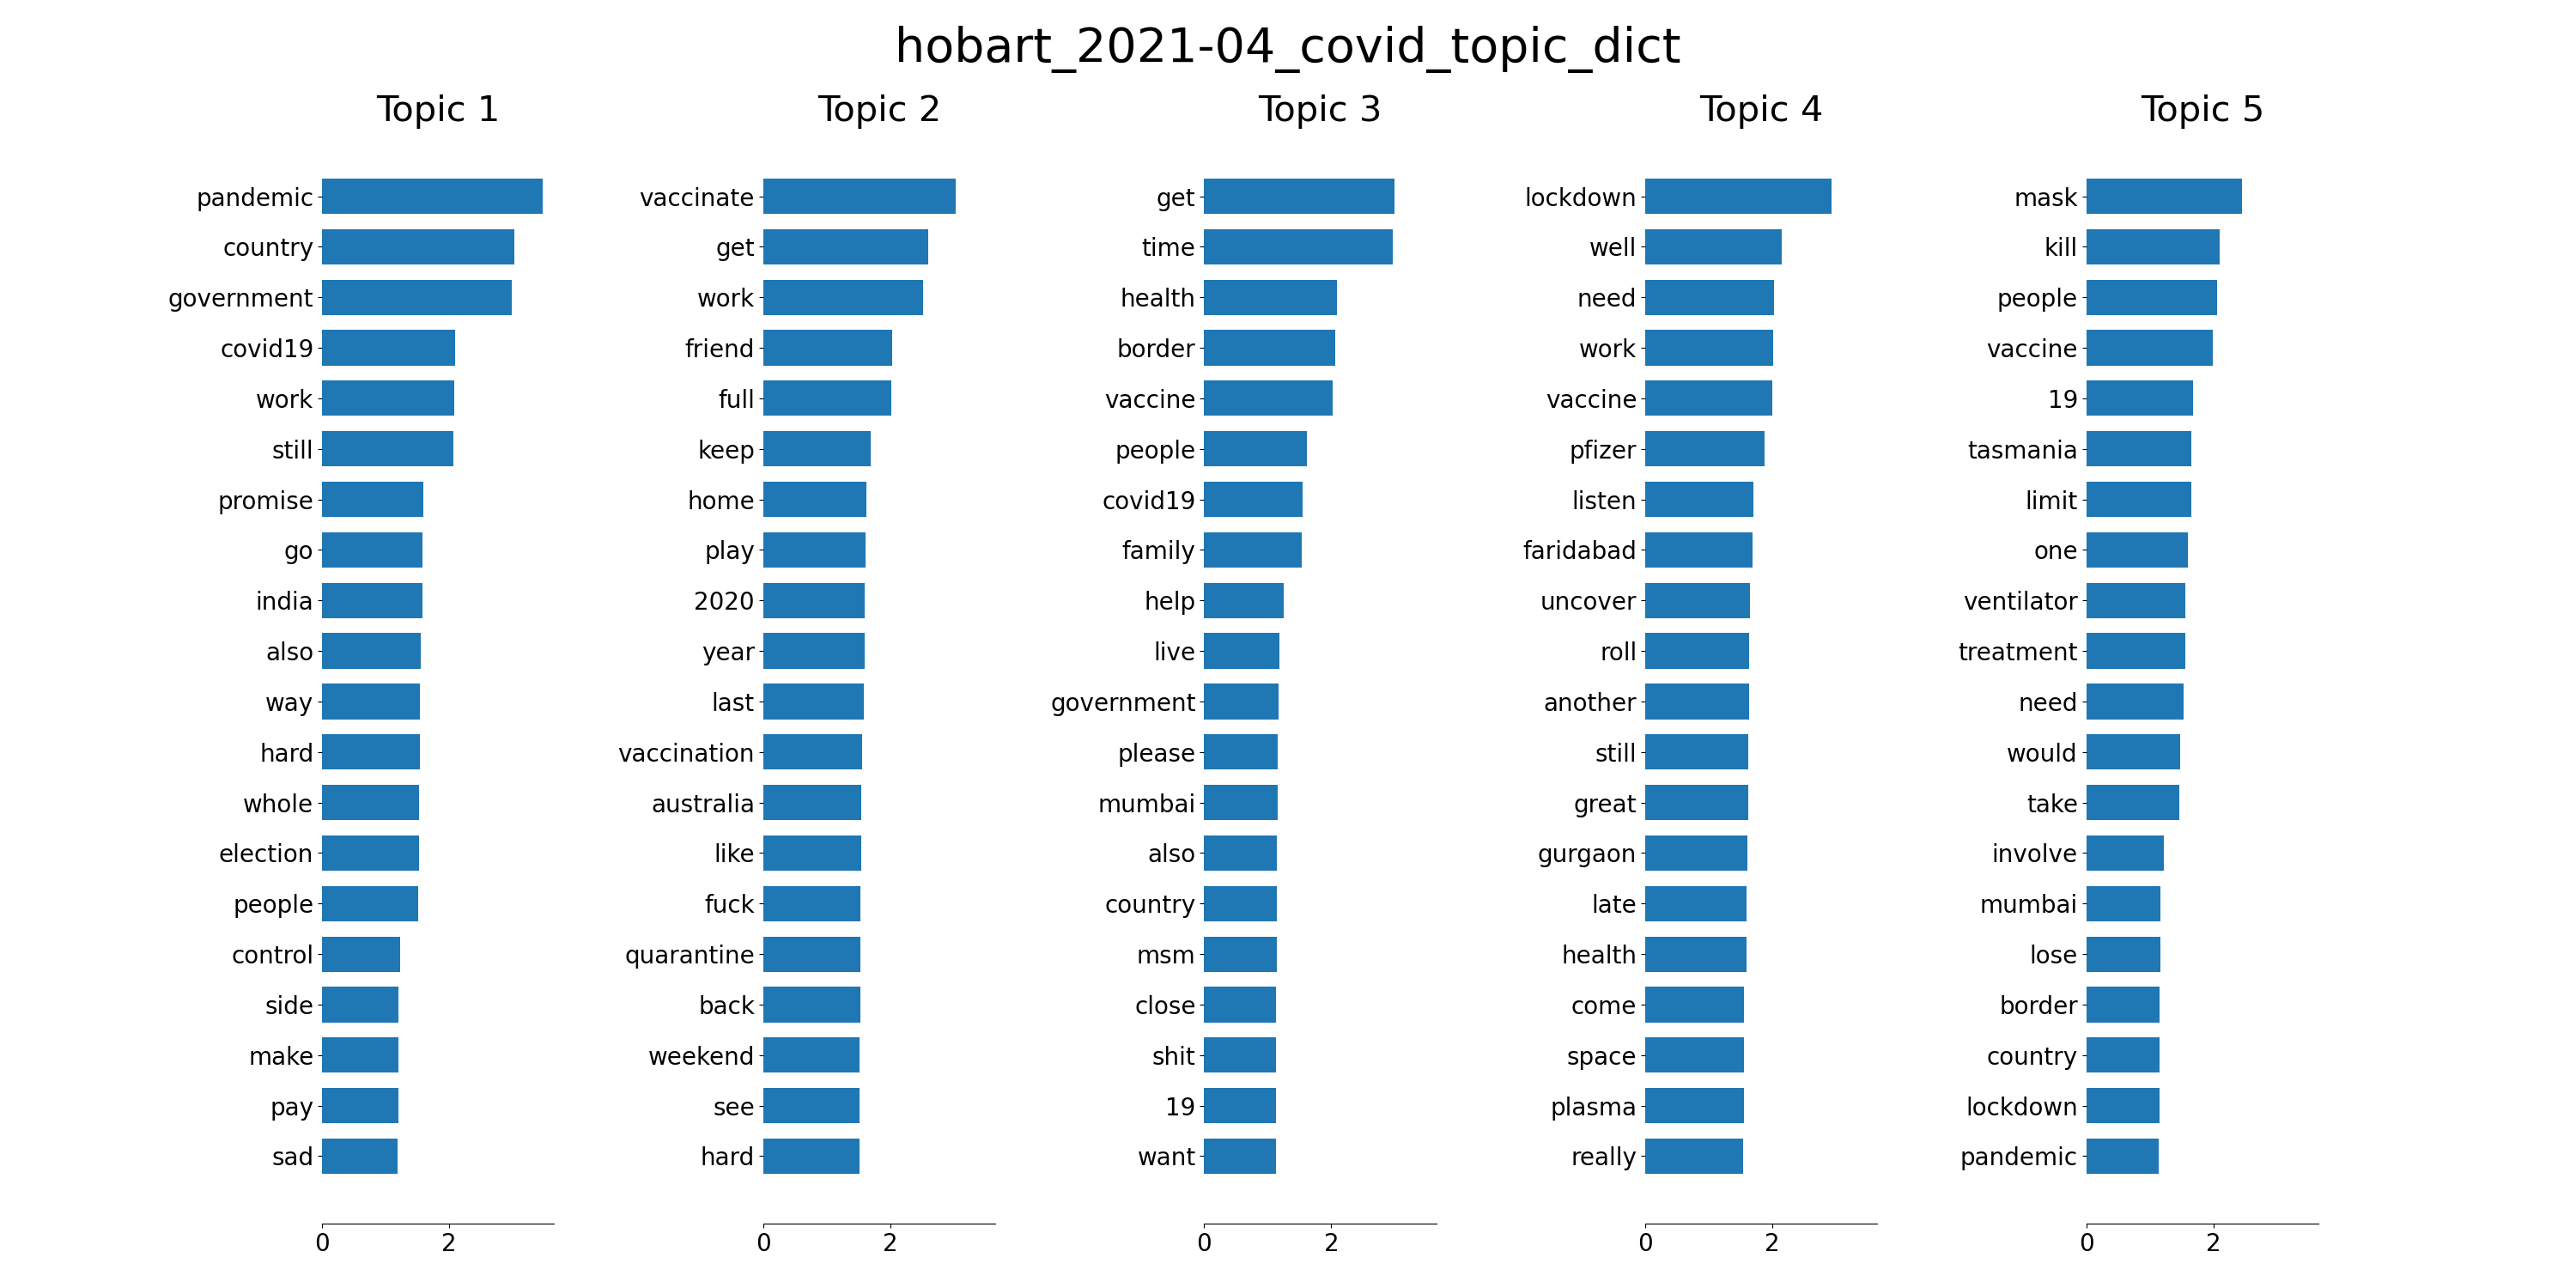 hobart_2021-04_covid_topic_dict
Topic 1
pandemic
country
government
covid19
work
still
promise
go
india
also
way
hard
whole
election
people
control
side
make
pay
sad
0 2
Topic 2
vaccinate
get
work
friend
full
keep
home
play
2020
year
last
vaccination
australia
like
fuck
quarantine
back
weekend
see
hard
0 2
Topic 3
get
time
health
border
vaccine
people
covid19
family
help
live
government
please
mumbai
also
country
msm
close
shit
19
want
0 2
Topic 4
lockdown
well
need
work
vaccine
pfizer
listen
faridabad
uncover
roll
another
still
great
gurgaon
late
health
come
space
plasma
really
0 2
Topic 5
mask
kill
people
vaccine
19
tasmania
limit
one
ventilator
treatment
need
would
take
involve
mumbai
lose
border
country
lockdown
pandemic
0 2